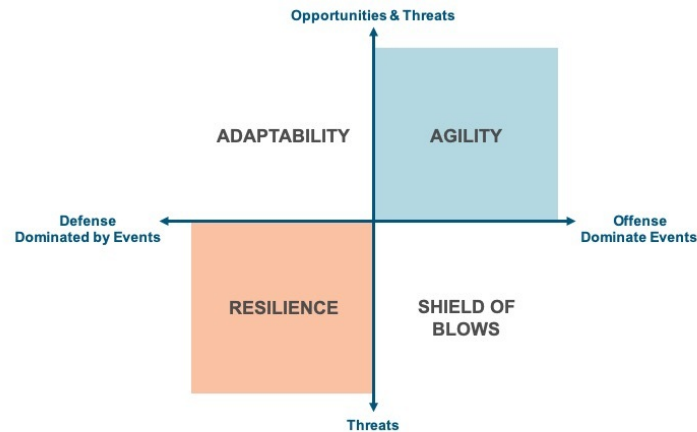 Opportunities & Threats
ADAPTABILITY
AGILITY
Defense
Dominated by Events
Offense
Dominate Events
RESILIENCE
SHIELD OF
BLOWS
Threats